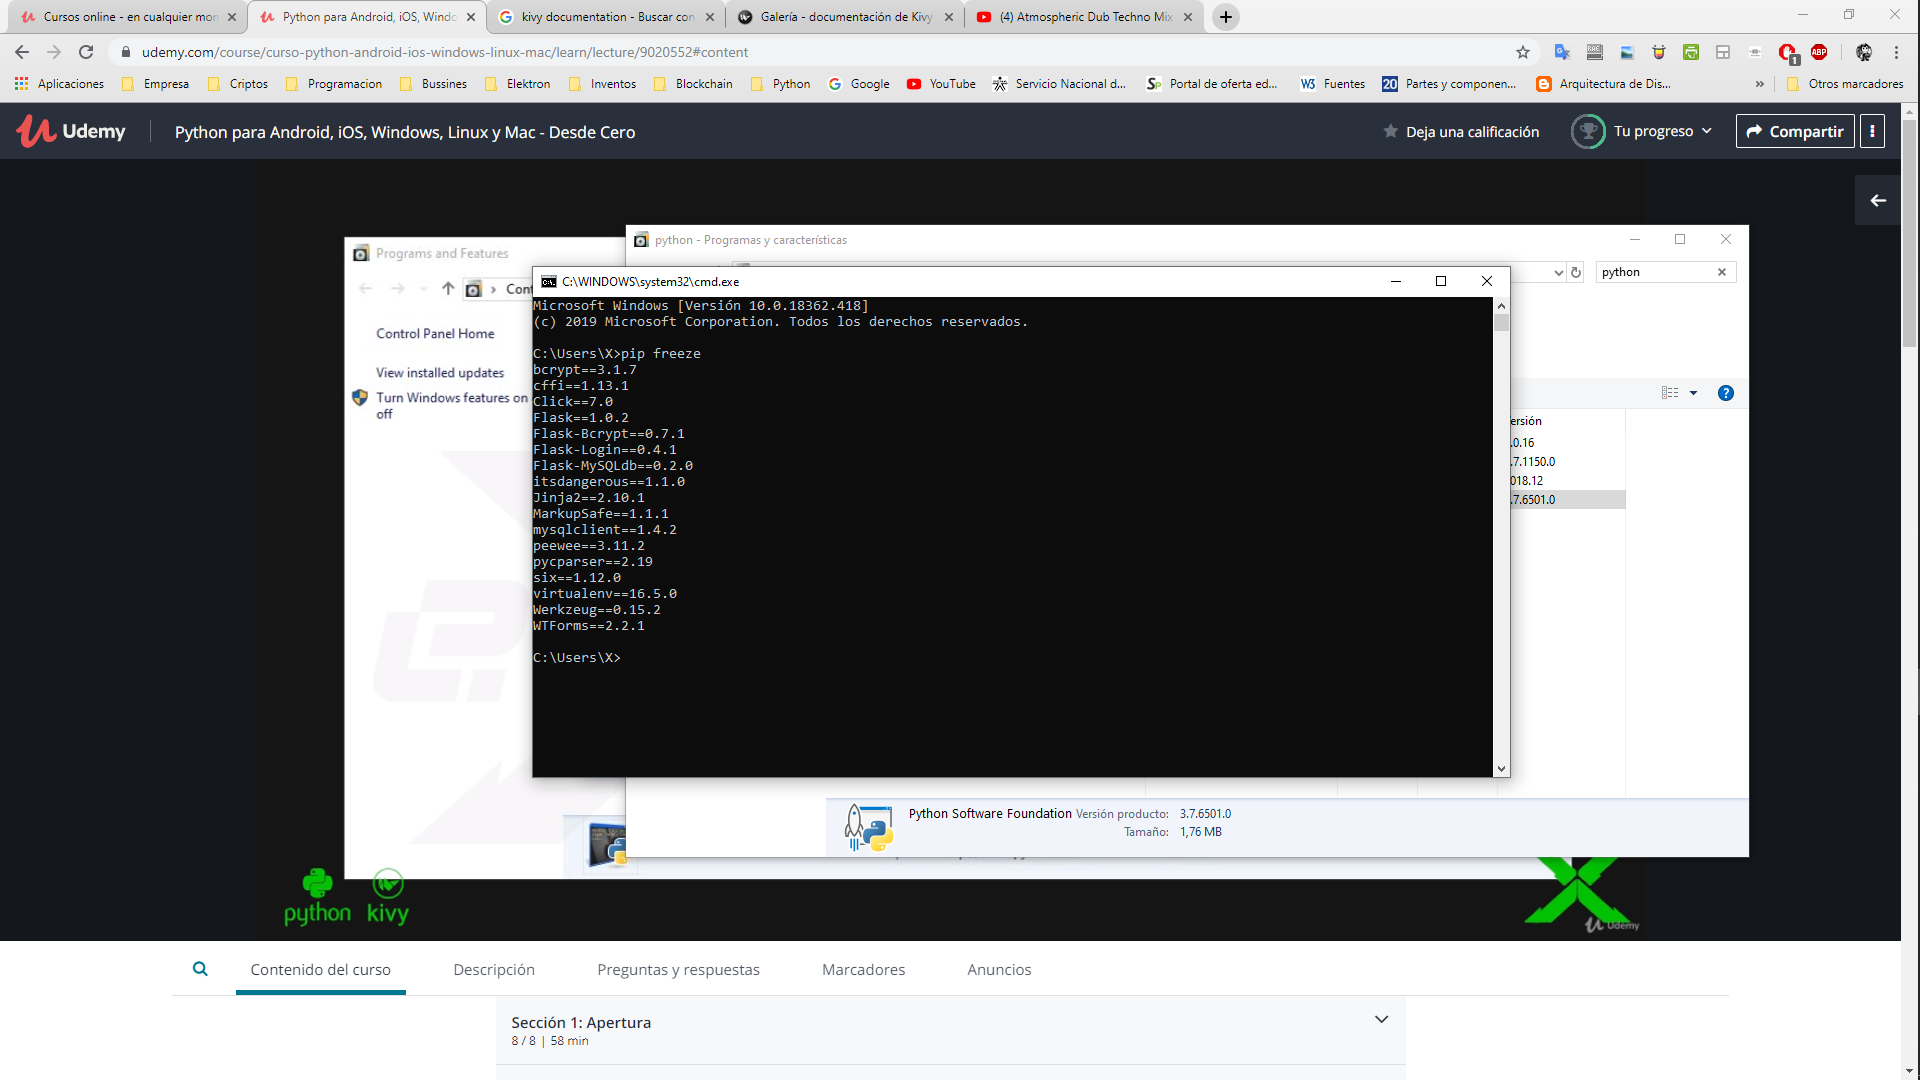 Cursos online - en cualquier mon
Python para Android, iOS, Windo
kivy documentation - Buscar con
Galería - documentación de Kivy
(4) Atmospheric Dub Techno Mix
udemy.com/course/curso-python-android-ios-windows-linux-mac/learn/lecture/9020552#content
ABP
1
Aplicaciones
Empresa
Criptos
Programacion
Bussines
Elektron
Inventos
Blockchain
Python
Google
YouTube
Servicio Nacional d...
Portal de oferta ed...
Fuentes
Partes y componen...
Arquitectura de Dis...
»
Otros marcadores
Udemy
Python para Android, iOS, Windows, Linux y Mac - Desde Cero
Deja una calificación
Tu progreso
Compartir
Programs and Features
Cont
Control Panel Home
View installed updates
Turn Windows features on
off
python - Programas y características
python
C:\WINDOWS\system32\cmd.exe
Microsoft Windows [Versión 10.0.18362.418]
(c) 2019 Microsoft Corporation. Todos los derechos reservados.
C:\Users\X>pip freeze
bcrypt==3.1.7
cffi==1.13.1
Click==7.0
Flask==1.0.2
Flask-Bcrypt==0.7.1
Flask-Login==0.4.1
Flask-MySQLdb==0.2.0
itsdangerous==1.1.0
Jinja2==2.10.1
MarkupSafe==1.1.1
mysqlclient==1.4.2
peewee==3.11.2
pycparser==2.19
six==1.12.0
virtualenv==16.5.0
Werkzeug==0.15.2
WTForms==2.2.1
C:\Users\X>
ersión
.0.16
.7.1150.0
018.12
.7.6501.0
Python Software Foundation Versión producto: 3.7.6501.0
Tamaño: 1,76 MB
python
kivy
Udemy
Contenido del curso
Descripción
Preguntas y respuestas
Marcadores
Anuncios
Sección 1: Apertura
8 / 8 | 58 min